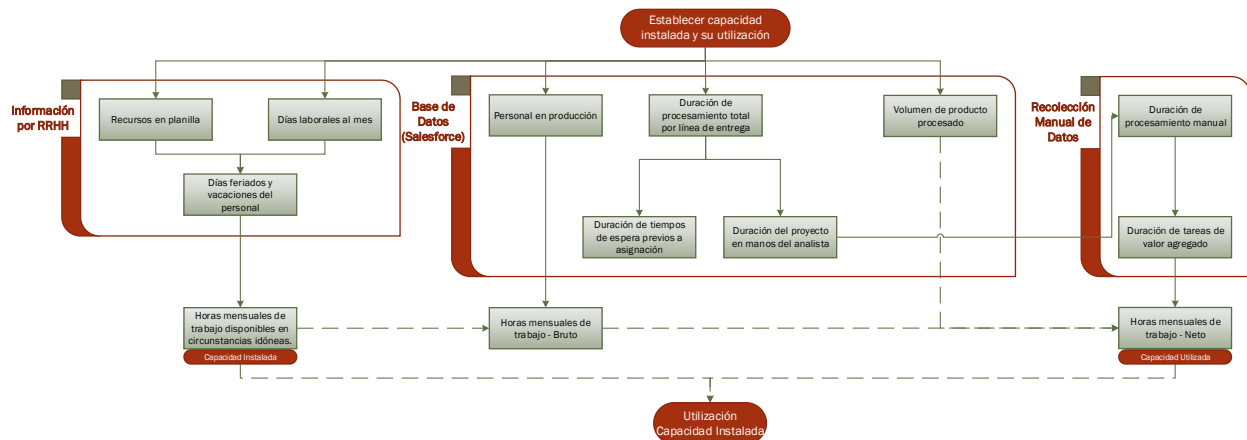 Establecer capacidad
instalada y su utilización
Información
por RRHH
Recursos en planilla
Días laborales al mes
Días feriados y
vacaciones del
personal
Base de
Datos
(Salesforce)
Personal en producción
Duración de
procesamiento total
por línea de entrega
Volumen de producto
procesado
Duración de tiempos
de espera previos a
asignación
Duración del proyecto
en manos del analista
Recolección
Manual de
Datos
Duración de
procesamiento manual
Duración de tareas de
valor agregado
Horas mensuales de
trabajo disponibles en
circunstancias idóneas.
Capacidad Instalada
Horas mensuales de
trabajo - Bruto
Horas mensuales de
trabajo - Neto
Capacidad Utilizada
Utilización
Capacidad Instalada